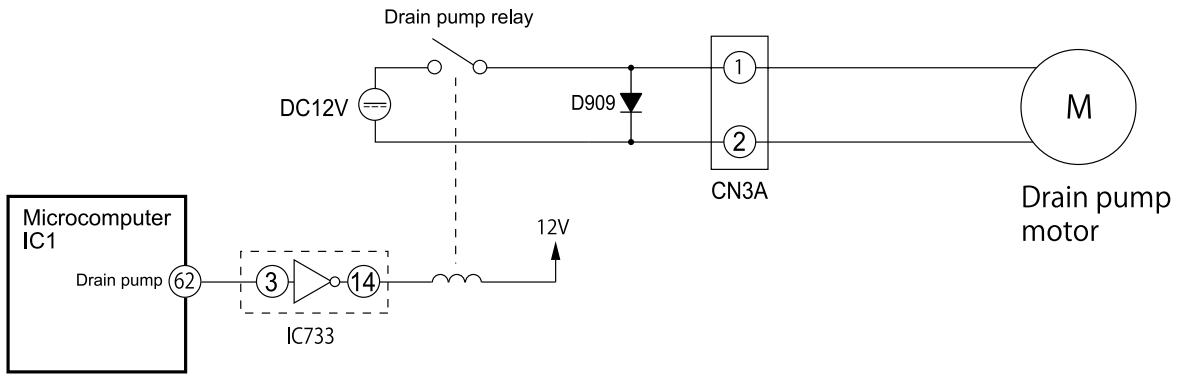 Drain pump relay
DC12V
D909
1
2
CN3A
M
Drain pump
motor
Microcomputer
IC1
Drain pump
62
3
14
IC733
12V